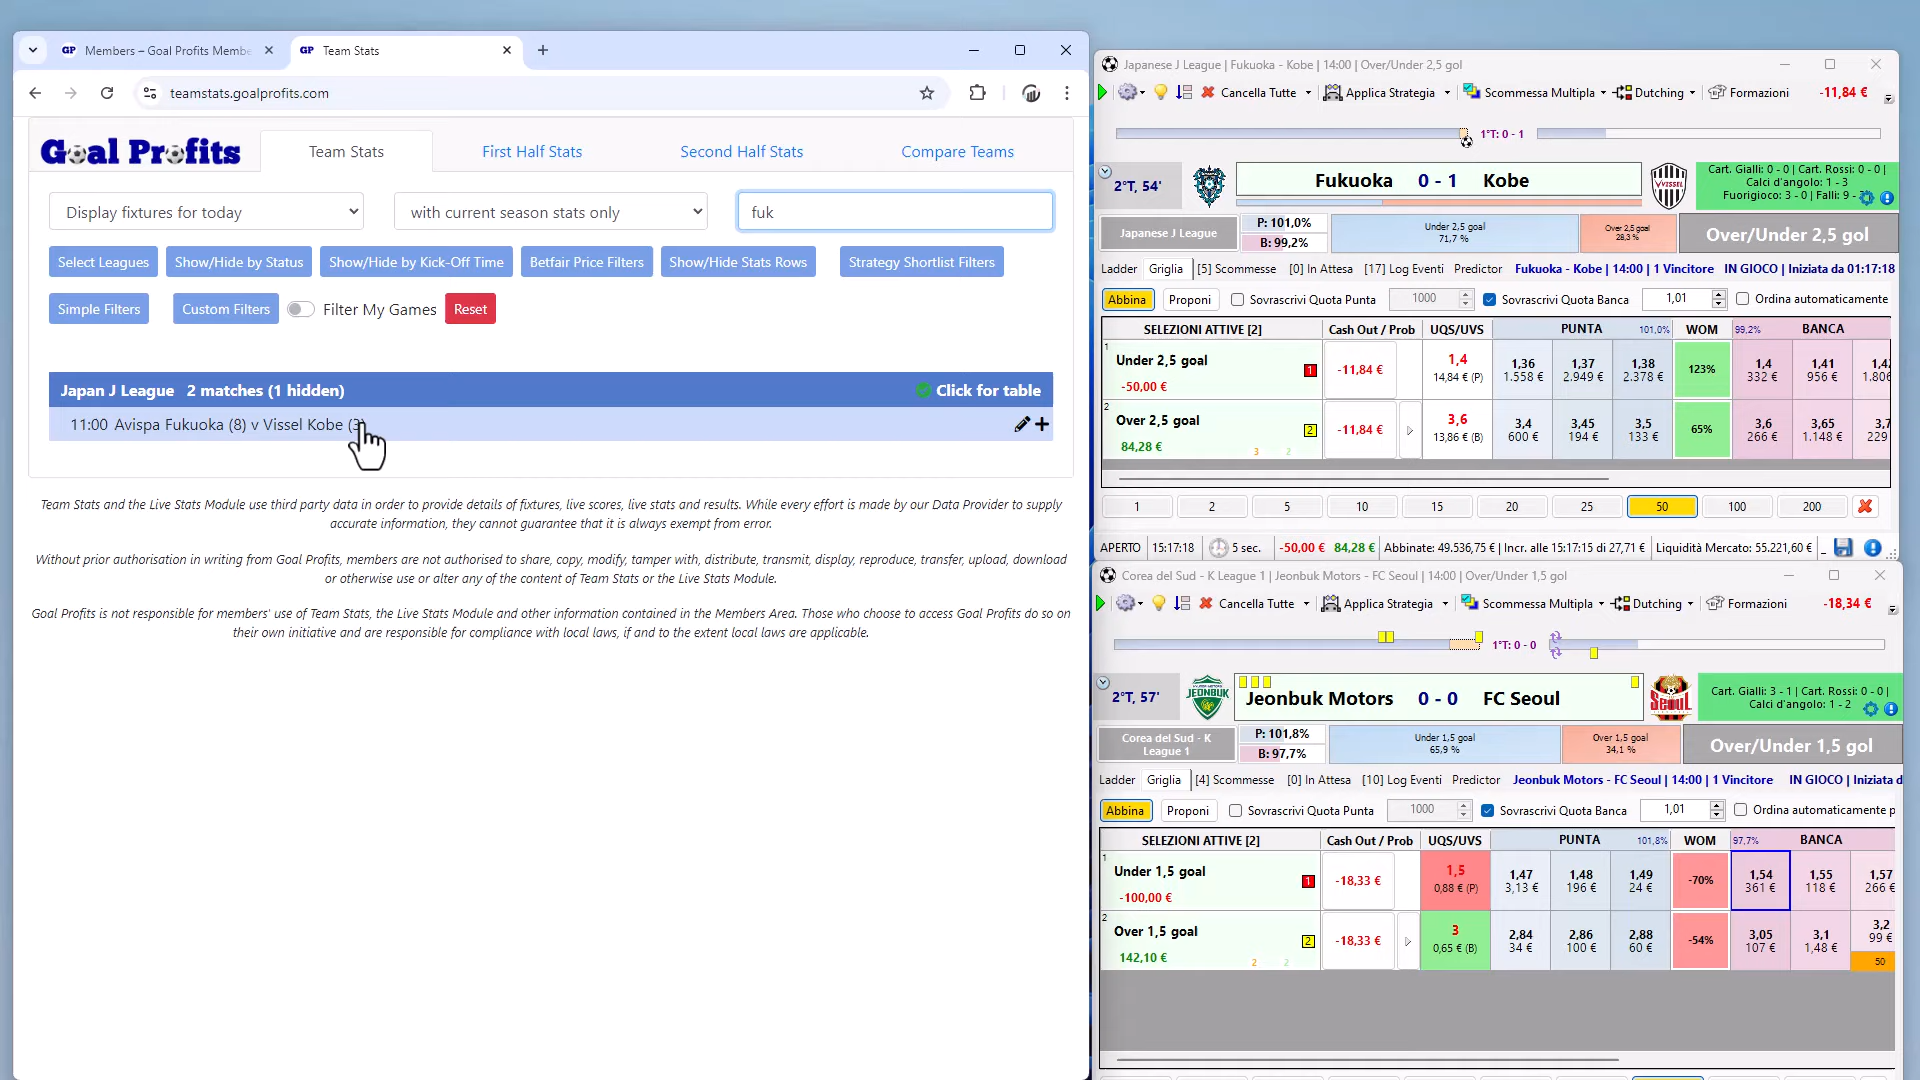 Members – Goal Profits Membe
Team Stats
teamstats.goalprofits.com
Goal Profits
Team Stats
First Half Stats
Second Half Stats
Compare Teams
Display fixtures for today
with current season stats only
fuk
Select Leagues
Show/Hide by Status
Show/Hide by Kick-Off Time
Betfair Price Filters
Show/Hide Stats Rows
Strategy Shortlist Filters
Simple Filters
Custom Filters
Filter My Games
Reset
Japan J League 2 matches (1 hidden)
Click for table
11:00 Avispa Fukuoka (8) v Vissel Kobe (3)
Team Stats and the Live Stats Module use third party data in order to provide details of fixtures, live scores, live stats and results. While every effort is made by our Data Provider to supply
accurate information, they cannot guarantee that it is always exempt from error.
Without prior authorisation in writing from Goal Profits, members are not authorised to share, copy, modify, tamper with, distribute, transmit, display, reproduce, transfer, upload, download
or otherwise use or alter any of the content of Team Stats or the Live Stats Module.
Goal Profits is not responsible for members' use of Team Stats, the Live Stats Module and other information contained in the Members Area. Those who choose to access Goal Profits do so on
their own initiative and are responsible for compliance with local laws, if and to the extent local laws are applicable.
Japanese J League | Fukuoka - Kobe | 14:00 | Over/Under 2,5 gol
Cancella Tutte
Applica Strategia
Scommessa Multipla
Dutching
Formazioni
-11,84 €
1°T: 0 - 1
2°T, 54'
Fukuoka 0 - 1 Kobe
Cart. Gialli: 0 - 0 | Cart. Rossi: 0 - 0 |
Calci d'angolo: 1 - 3
Fuorigioco: 3 - 0 | Falli: 9 -
Japanese J League
P: 101,0%
B: 99,2%
Under 2,5 goal
71,7 %
Over 2,5 goal
28,3 %
Over/Under 2,5 gol
Ladder Griglia [5] Scommesse [0] In Attesa [17] Log Eventi Predictor Fukuoka - Kobe | 14:00 | 1 Vincitore IN GIOCO | Iniziata da 01:17:18
Abbina Proponi Sovrascrivi Quota Punta 1000 Sovrascrivi Quota Banca 1,01 Ordina automaticamente
SELEZIONI ATTIVE [2] Cash Out / Prob UQS/UVS PUNTA 101,0% WOM 99,2% BANCA
1
Under 2,5 goal
-50,00 €
1
-11,84 €
1,4
14,84 € (P)
1,36 1,37 1,38
1.558 € 2.949 € 2.378 €
123%
1,4 1,41 1,42
332 € 956 € 1.806
2
Over 2,5 goal
84,28 €
2
3 2
-11,84 €
3,6
13,86 € (B)
3,4 3,45 3,5
600 € 194 € 133 €
65%
3,6 3,65 3,7
266 € 1.148 € 229
1 2 5 10 15 20 25 50 100 200
APERTO 15:17:18 5 sec. -50,00 € 84,28 € Abbinate: 49.536,75 € | Incr. alle 15:17:15 di 27,71 € Liquidità Mercato: 55.221,60 €
Corea del Sud - K League 1 | Jeonbuk Motors - FC Seoul | 14:00 | Over/Under 1,5 gol
Cancella Tutte
Applica Strategia
Scommessa Multipla
Dutching
Formazioni
-18,34 €
1°T: 0 - 0
2°T, 57'
Jeonbuk Motors 0 - 0 FC Seoul
Cart. Gialli: 3 - 1 | Cart. Rossi: 0 - 0 |
Calci d'angolo: 1 - 2
Corea del Sud - K
League 1
P: 101,8%
B: 97,7%
Under 1,5 goal
65,9 %
Over 1,5 goal
34,1 %
Over/Under 1,5 gol
Ladder Griglia [4] Scommesse [0] In Attesa [10] Log Eventi Predictor Jeonbuk Motors - FC Seoul | 14:00 | 1 Vincitore IN GIOCO | Iniziata d
Abbina Proponi Sovrascrivi Quota Punta 1000 Sovrascrivi Quota Banca 1,01 Ordina automaticamente p
SELEZIONI ATTIVE [2] Cash Out / Prob UQS/UVS PUNTA 101,8% WOM 97,7% BANCA
1
Under 1,5 goal
-100,00 €
1
-18,33 €
1,5
0,88 € (P)
1,47 1,48 1,49
3,13 € 196 € 24 €
-70%
1,54 1,55 1,57
361 € 118 € 266 €
2
Over 1,5 goal
142,10 €
2
2 2
-18,33 €
3
0,65 € (B)
2,84 2,86 2,88
34 € 100 € 60 €
-54%
3,05 3,1 3,2
107 € 1,48 € 99 €
50